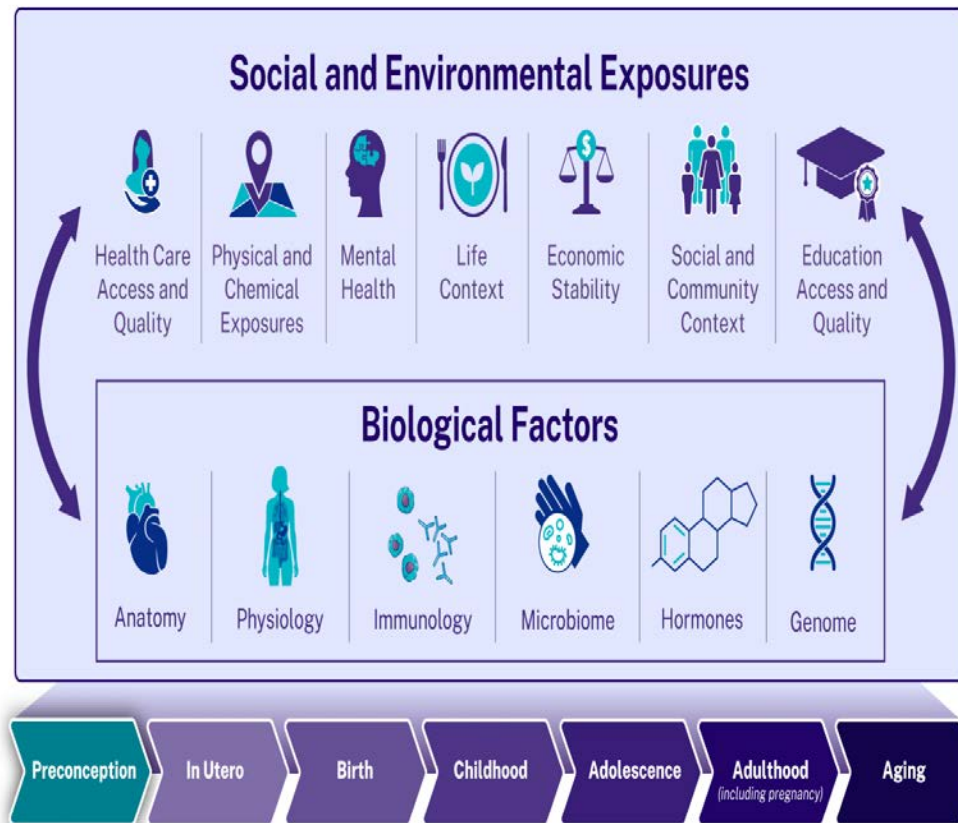 Social and Environmental Exposures
$
Health Care
Access and
Quality
Physical and
Chemical
Exposures
Mental
Health
Life
Context
Economic
Stability
Social and
Community
Context
Education
Access and
Quality
Biological Factors
Anatomy
Physiology
Immunology
Microbiome
Hormones
Genome
Preconception
In Utero
Birth
Childhood
Adolescence
Adulthood
(including pregnancy)
Aging